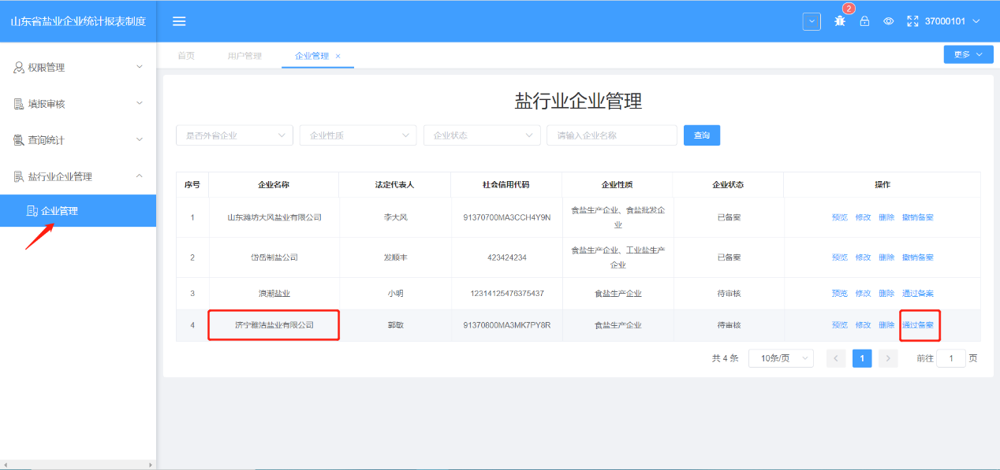 山东省盐业企业统计报表制度
2
37000101
权限管理
填报审核
查询统计
盐行业企业管理
企业管理
首页 用户管理 企业管理 ×
更多
盐行业企业管理
是否外省企业 企业性质 企业状态 请输入企业名称 查询
序号 企业名称 法定代表人 社会信用代码 企业性质 企业状态 操作
1 山东潍坊大风盐业有限公司 李大风 91370700MA3CCH4Y9N 食盐生产企业、食盐批发企业 已备案 预览 修改 删除 撤销备案
2 岱岳制盐公司 发顺丰 423424234 食盐生产企业、工业盐生产企业 已备案 预览 修改 删除 撤销备案
3 浪潮盐业 小明 12314125476375437 食盐生产企业 待审核 预览 修改 删除 通过备案
4 济宁雅洁盐业有限公司 郭敏 91370800MA3MK7PY8R 食盐生产企业 待审核 预览 修改 删除 通过备案
共 4 条 10条/页 1 前往 1 页